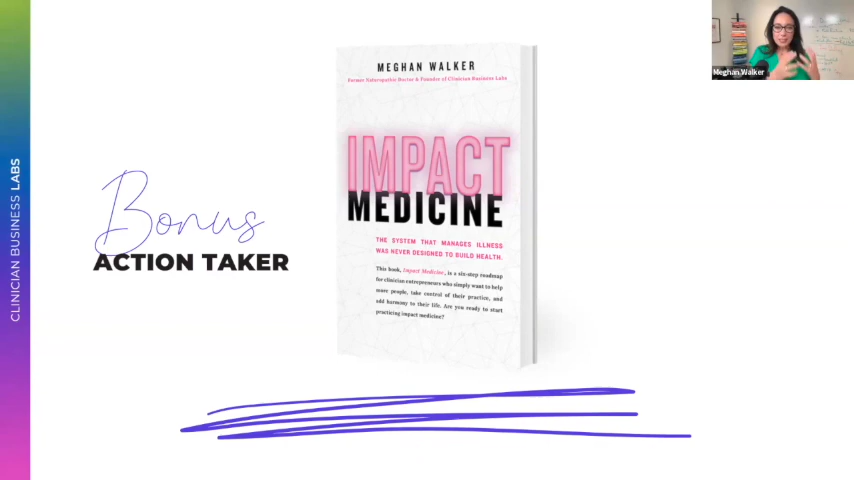 CLINICIAN BUSINESS LABS
Bonus
ACTION TAKER
MEGHAN WALKER
Former Naturopathic Doctor & Founder of Clinician Business Labs
IMPACT
MEDICINE
THE SYSTEM THAT MANAGES ILLNESS
WAS NEVER DESIGNED TO BUILD HEALTH.
This book, Impact Medicine, is a six-step roadmap
for clinician entrepreneurs who simply want to help
more people, take control of their practice, and
add harmony to their life. Are you ready to start
practicing impact medicine?
Meghan Walker